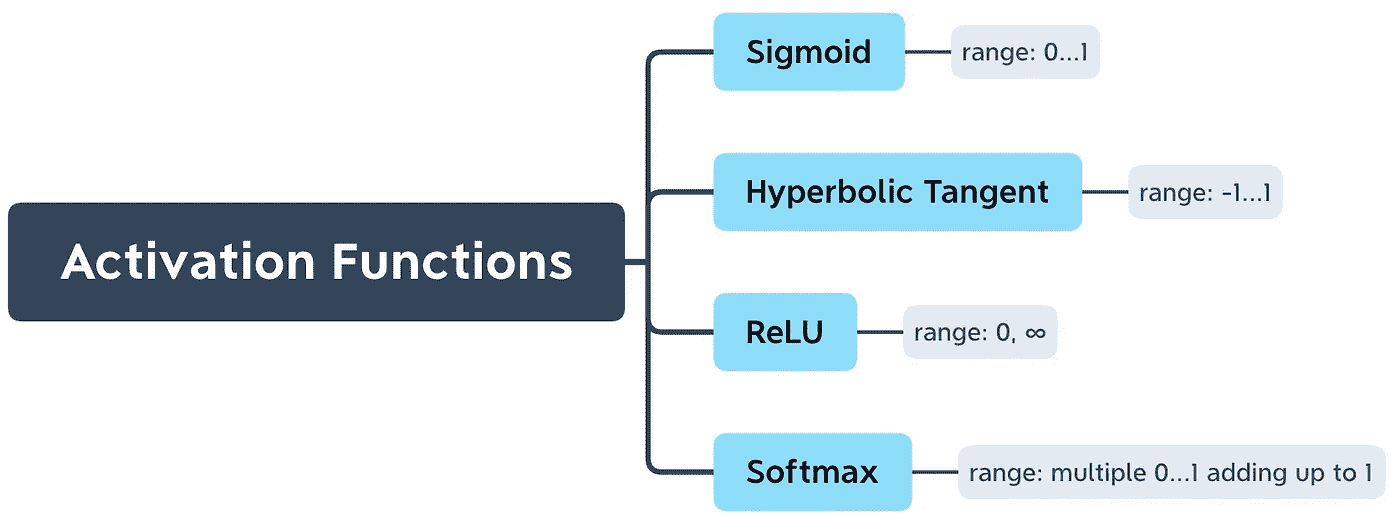 Activation Functions
Sigmoid
range: 0...1
Hyperbolic Tangent
range: -1...1
ReLU
range: 0, ∞
Softmax
range: multiple 0...1 adding up to 1